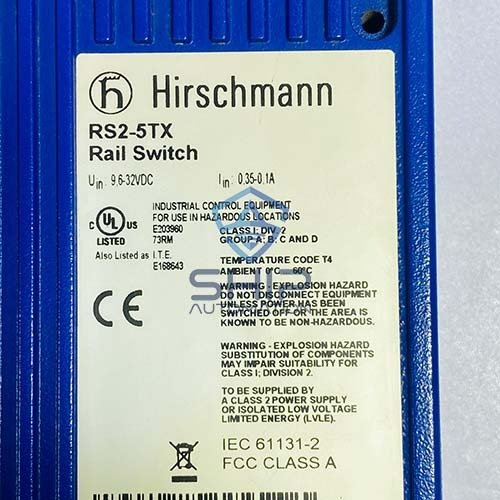 Hirschmann
RS2-5TX
Rail Switch
Uin: 9,6-32VDC Iin: 0,35-0,1A
INDUSTRIAL CONTROL EQUIPMENT
FOR USE IN HAZARDOUS LOCATIONS
c UL US
LISTED
E203960
73RM
CLASS I; DIV. 2
GROUP A; B; C AND D
Also Listed as I.T.E.
E168643
TEMPERATURE CODE T4
AMBIENT 0°C 60°C
SHIP
AUTOMATION
WARNING - EXPLOSION HAZARD
DO NOT DISCONNECT EQUIPMENT
UNLESS POWER HAS BEEN
SWITCHED OFF OR THE AREA IS
KNOWN TO BE NON-HAZARDOUS.
CE
WARNING - EXPLOSION HAZARD
SUBSTITUTION OF COMPONENTS
MAY IMPAIR SUITABILITY FOR
CLASS I; DIVISION 2.
TO BE SUPPLIED BY
A CLASS 2 POWER SUPPLY
OR ISOLATED LOW VOLTAGE
LIMITED ENERGY (LVLE).
IEC 61131-2
FCC CLASS A